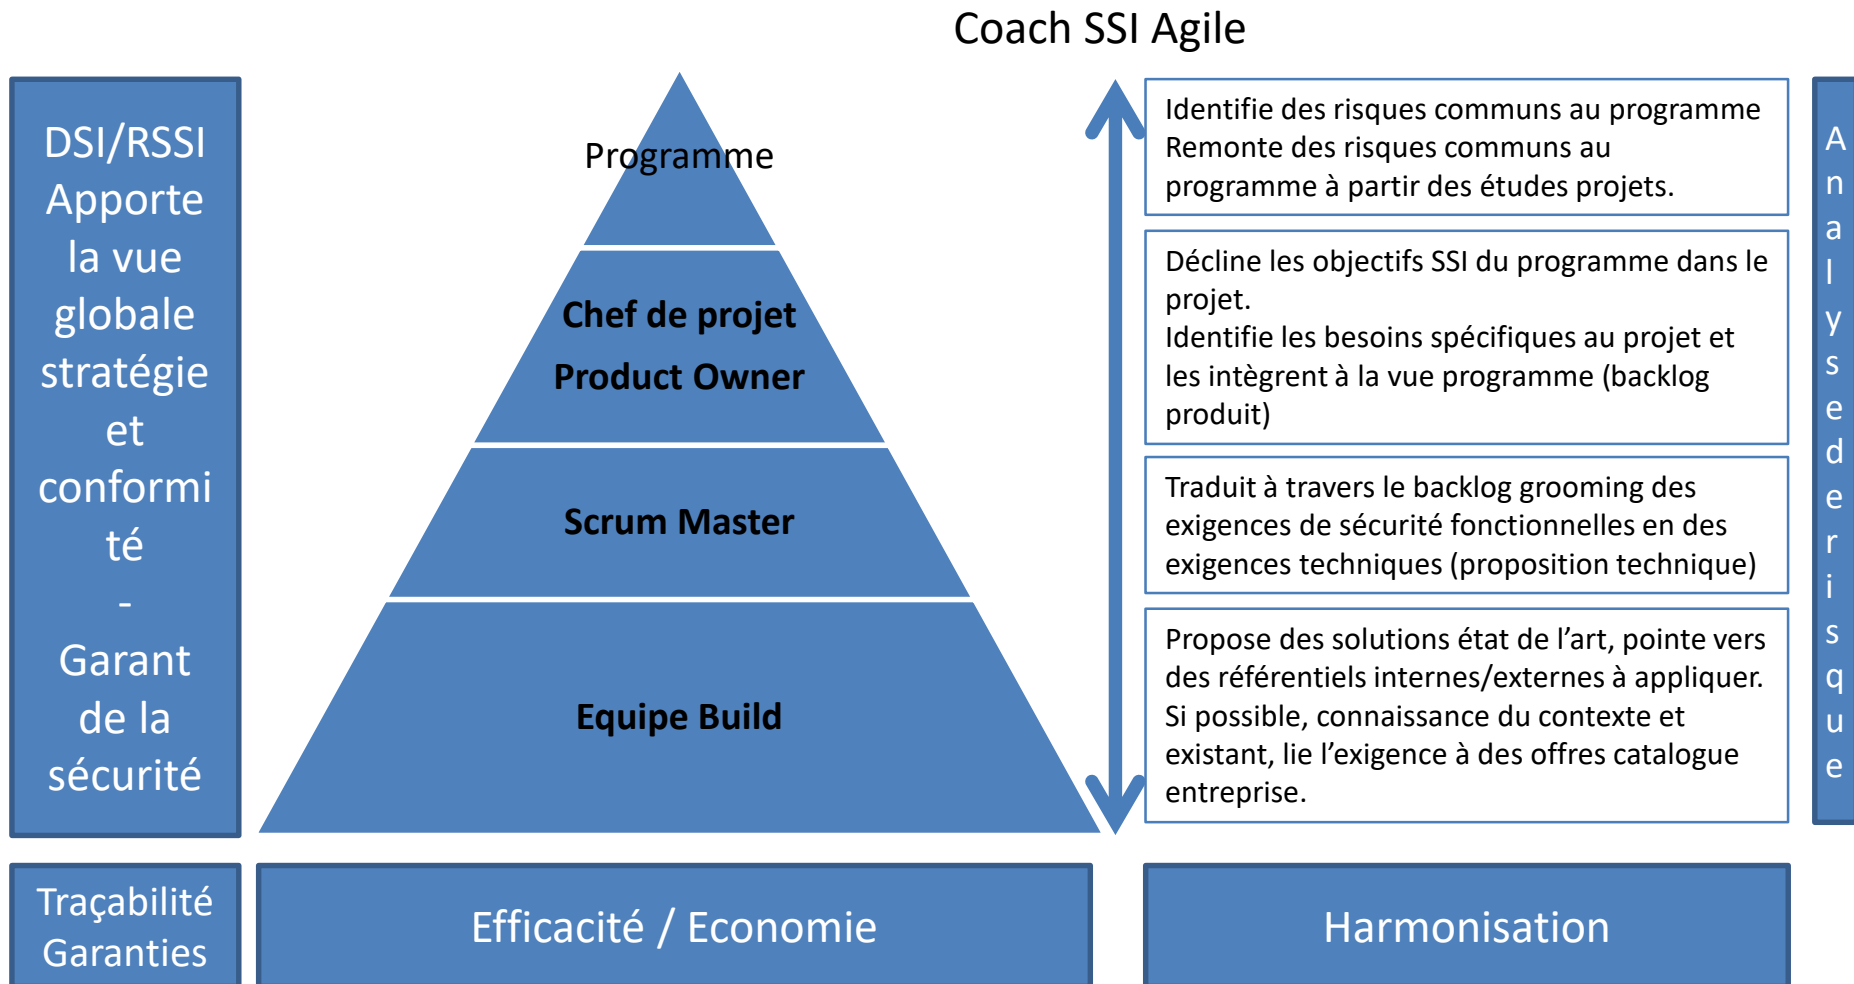 Coach SSI Agile
DSI/RSSI
Apporte
la vue
globale
stratégie
et
conformi
té
-
Garant
de la
sécurité
Programme
Chef de projet
Product Owner
Scrum Master
Equipe Build
Identifie des risques communs au programme
Remonte des risques communs au
programme à partir des études projets.
Décline les objectifs SSI du programme dans le
projet.
Identifie les besoins spécifiques au projet et
les intègrent à la vue programme (backlog
produit)
Traduit à travers le backlog grooming des
exigences de sécurité fonctionnelles en des
exigences techniques (proposition technique)
Propose des solutions état de l’art, pointe vers
des référentiels internes/externes à appliquer.
Si possible, connaissance du contexte et
existant, lie l’exigence à des offres catalogue
entreprise.
A
n
a
l
y
s
e
d
e
r
i
s
q
u
e
Traçabilité
Garanties
Efficacité / Economie
Harmonisation